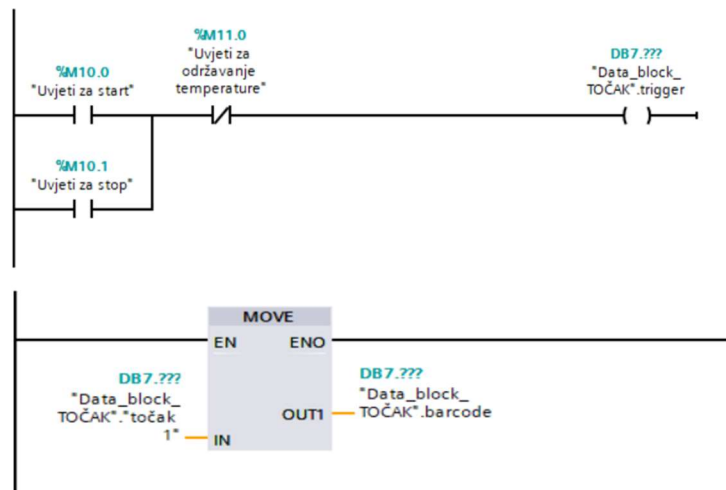 %M10.0
"Uvjeti za start"
%M11.0
"Uvjeti za
održavanje
temperature"
DB7.???
"Data_block_
TOČAK".trigger
%M10.1
"Uvjeti za stop"
MOVE
EN ENO
DB7.???
"Data_block_
TOČAK"."točak
1"
IN
OUT1
DB7.???
"Data_block_
TOČAK".barcode